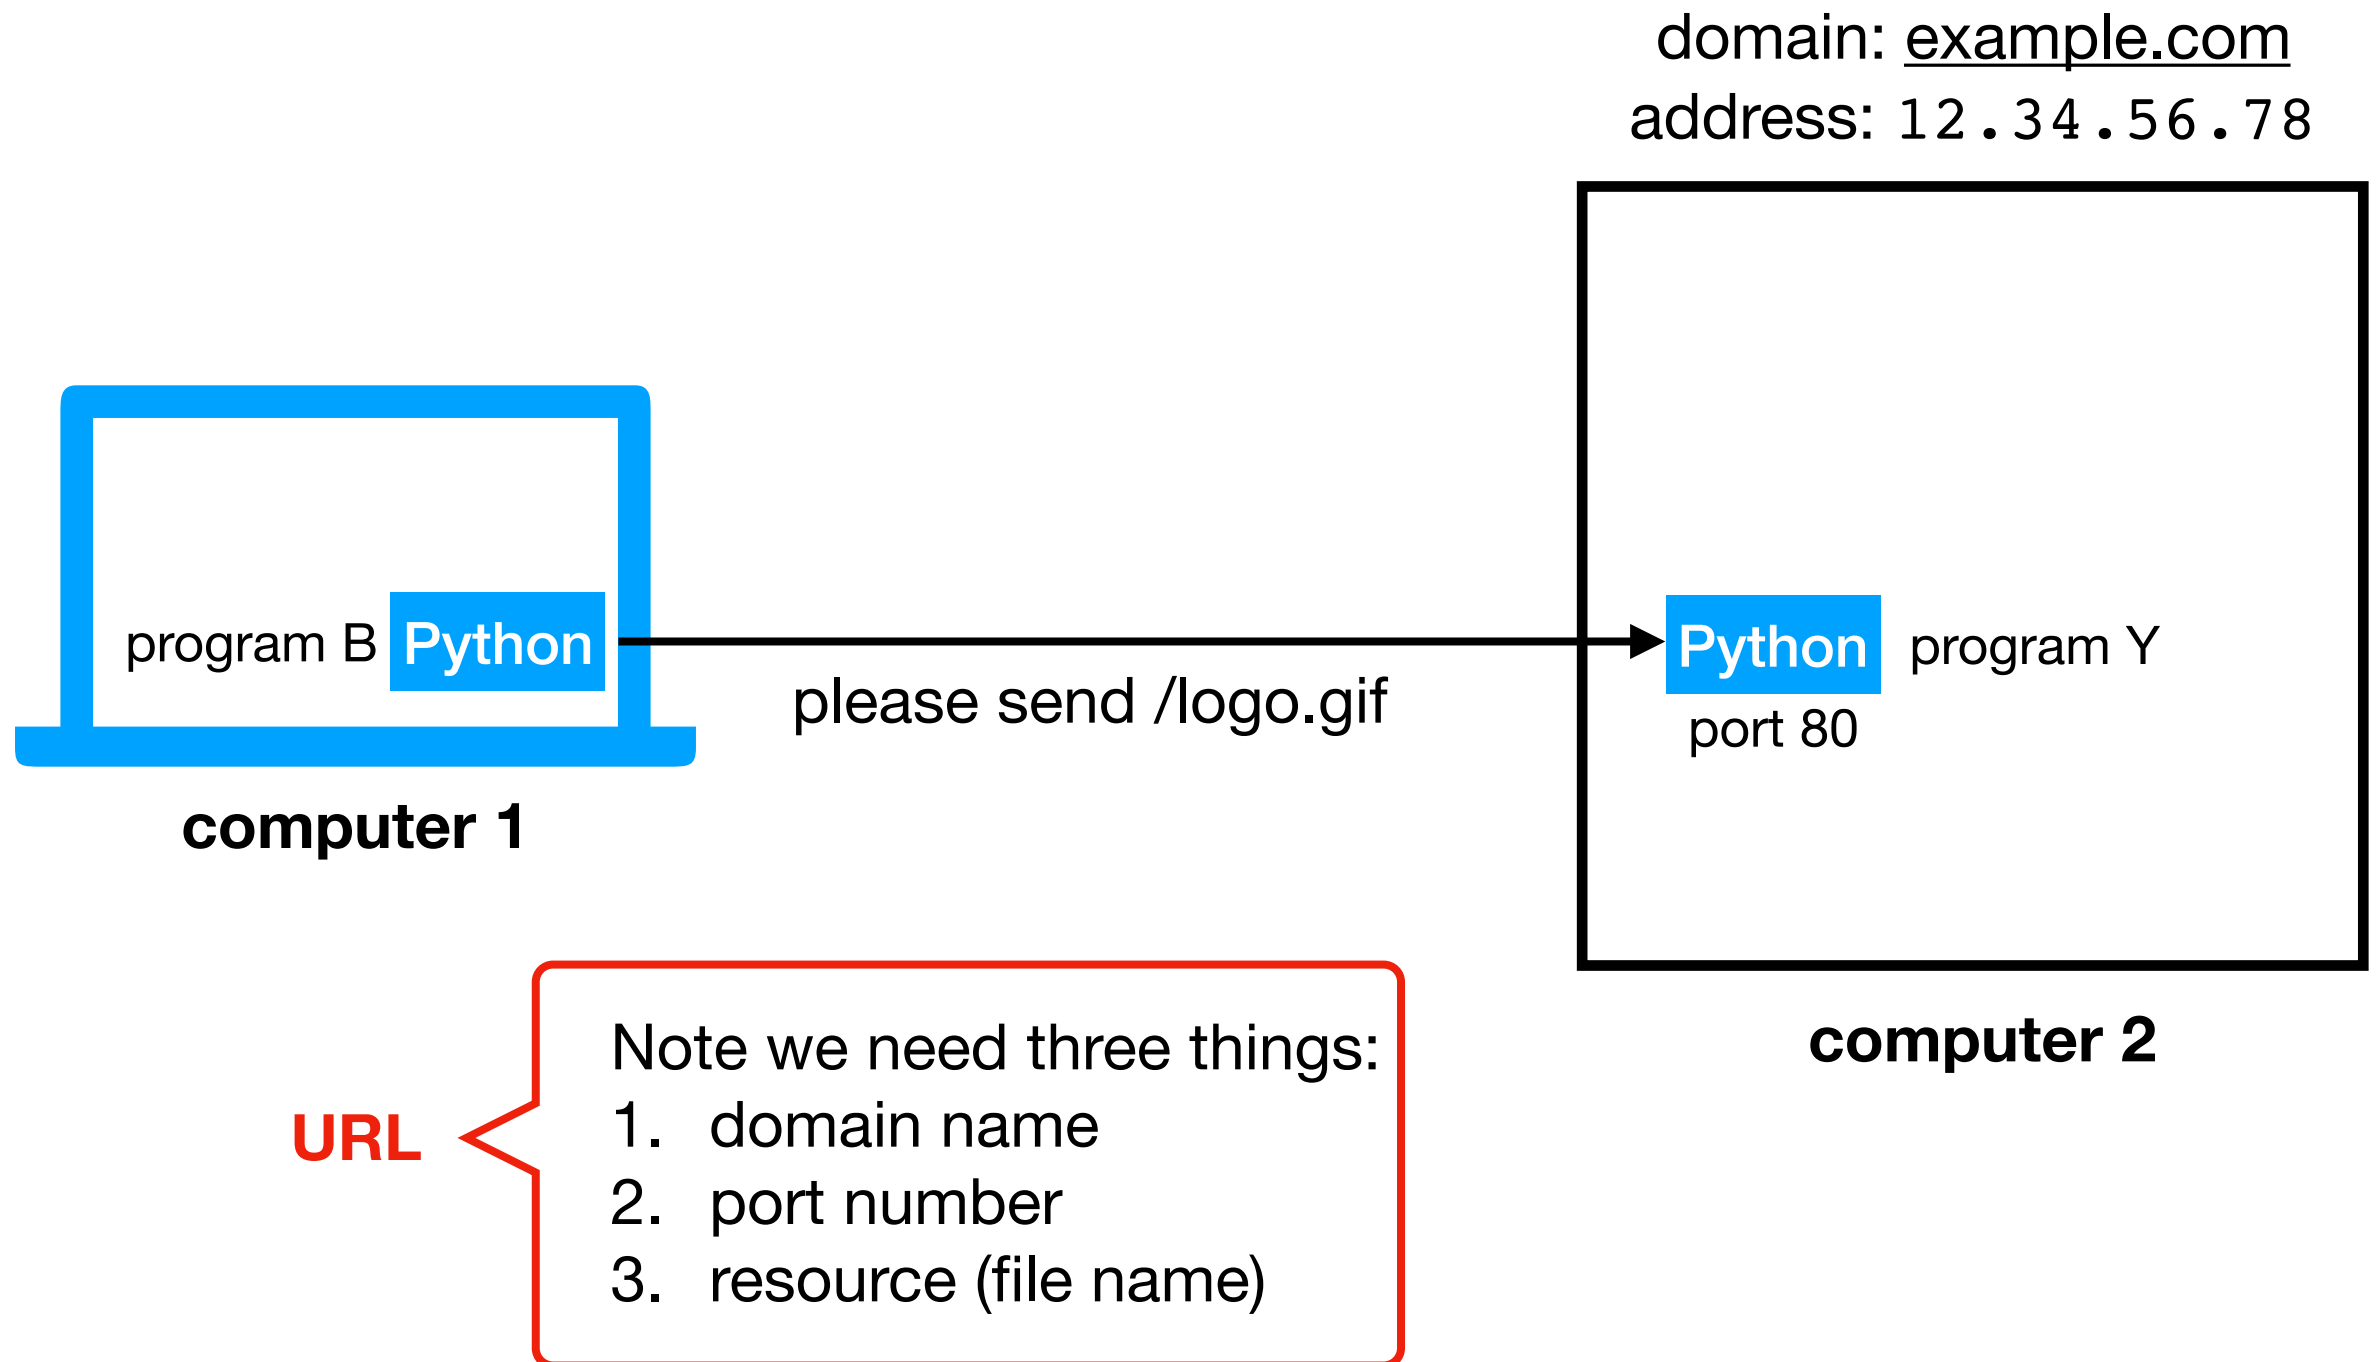 domain: example.com
address: 12.34.56.78
program B Python
please send /logo.gif
Python program Y
port 80
computer 1
computer 2
URL
Note we need three things:
1. domain name
2. port number
3. resource (file name)